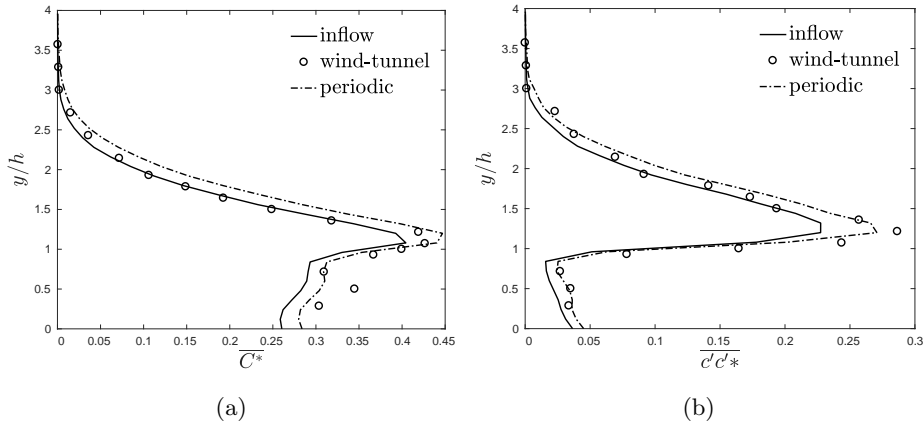 4
3.5
3
2.5
2
1.5
1
0.5
0
y/h
inflow
wind-tunnel
periodic
0 0.05 0.1 0.15 0.2 0.25 0.3 0.35 0.4 0.45
C*
(a)
4
3.5
3
2.5
2
1.5
1
0.5
0
y/h
inflow
wind-tunnel
periodic
0 0.05 0.1 0.15 0.2 0.25 0.3
c′c′*
(b)